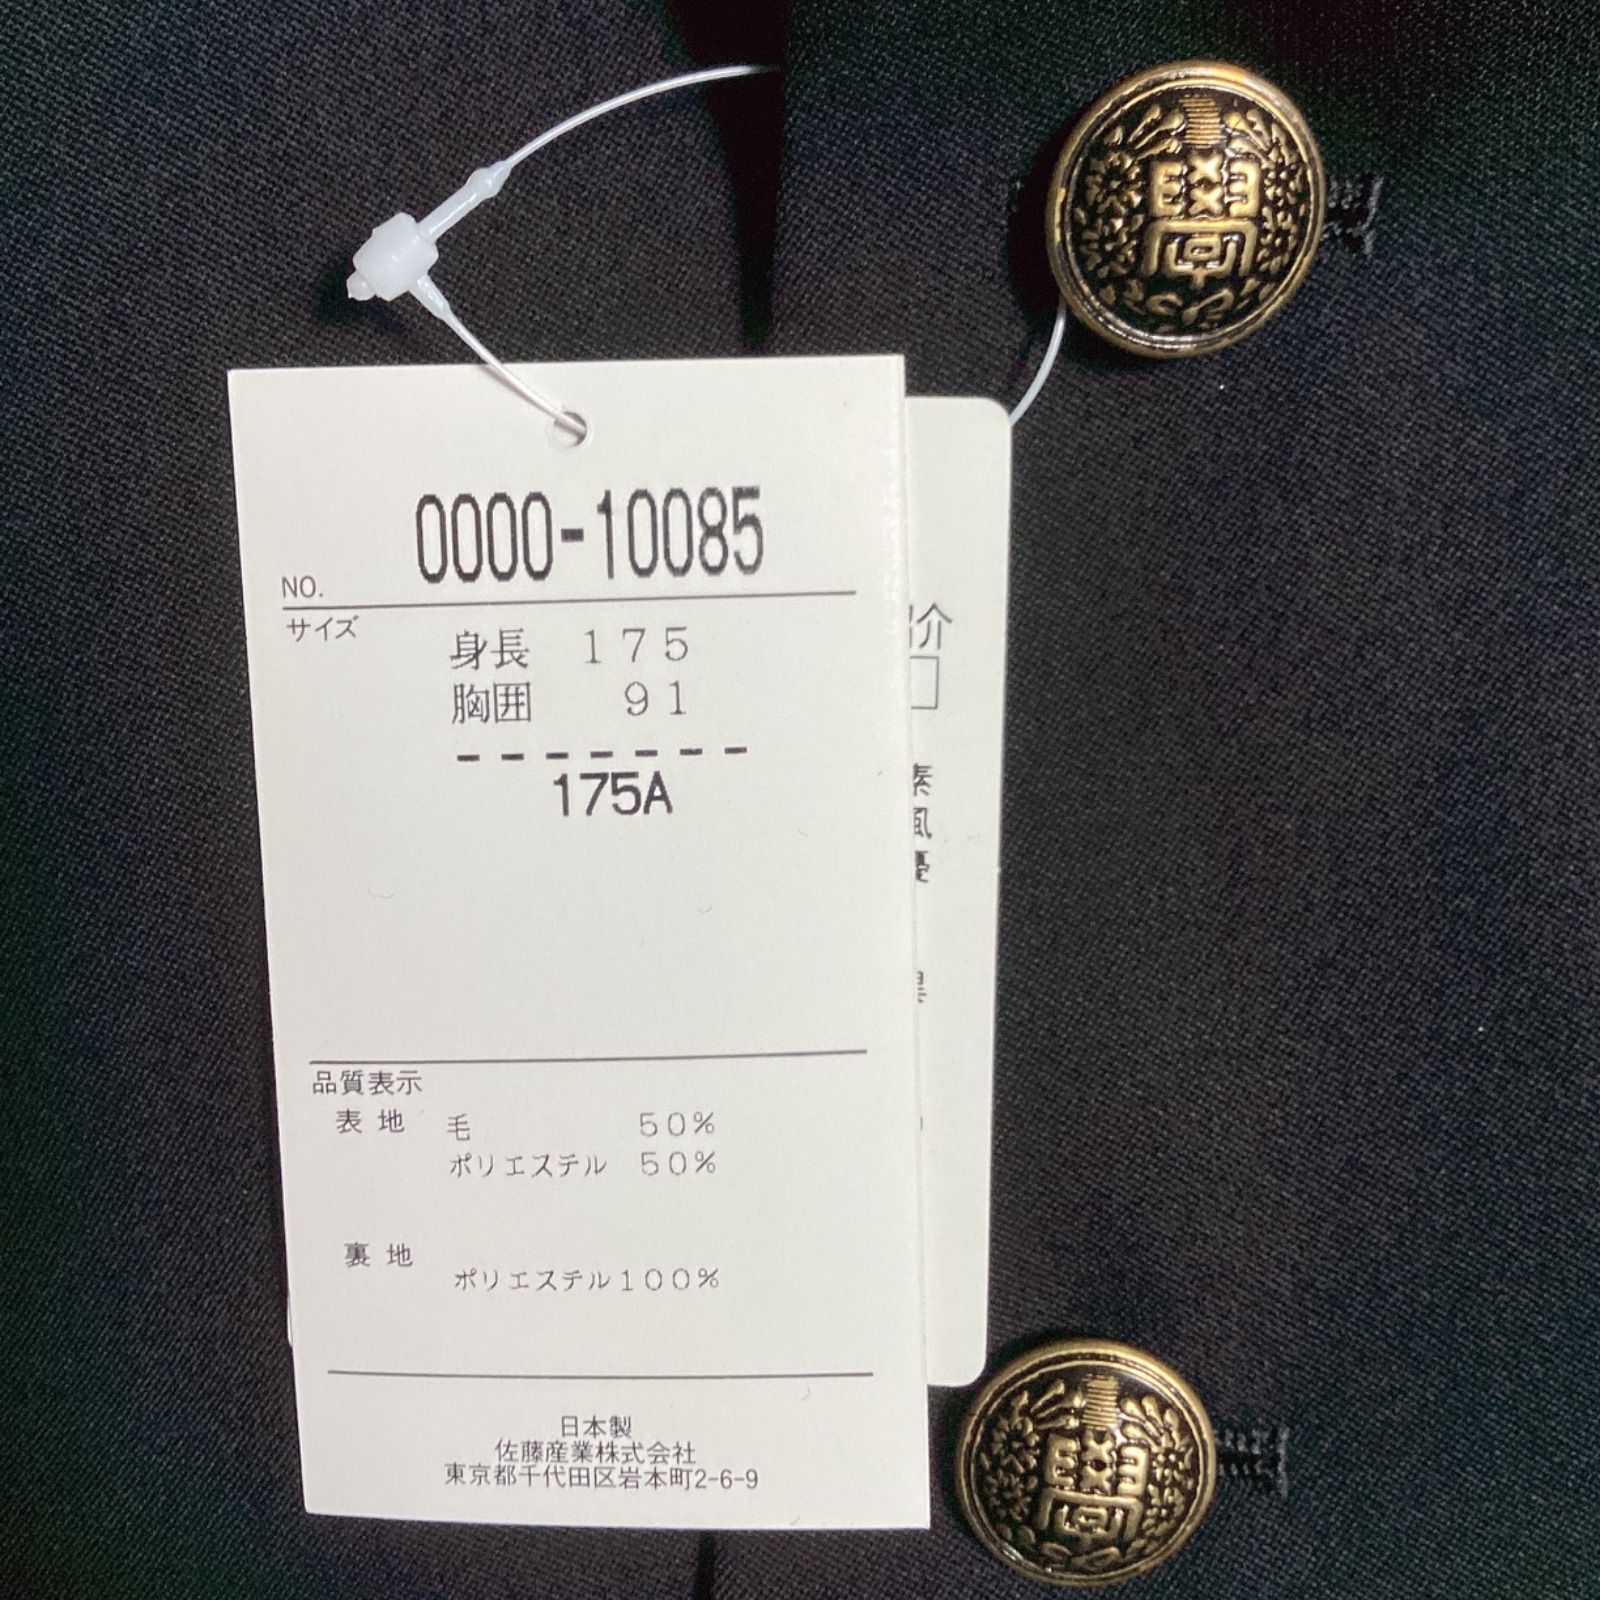 0000-10085
NO.
サイズ
身長 175
胸囲 91
-------
175A
品質表示
表地 毛 50%
ポリエステル 50%
裏地
ポリエステル100%
日本製
佐藤産業株式会社
東京都千代田区岩本町2-6-9
介
素
風